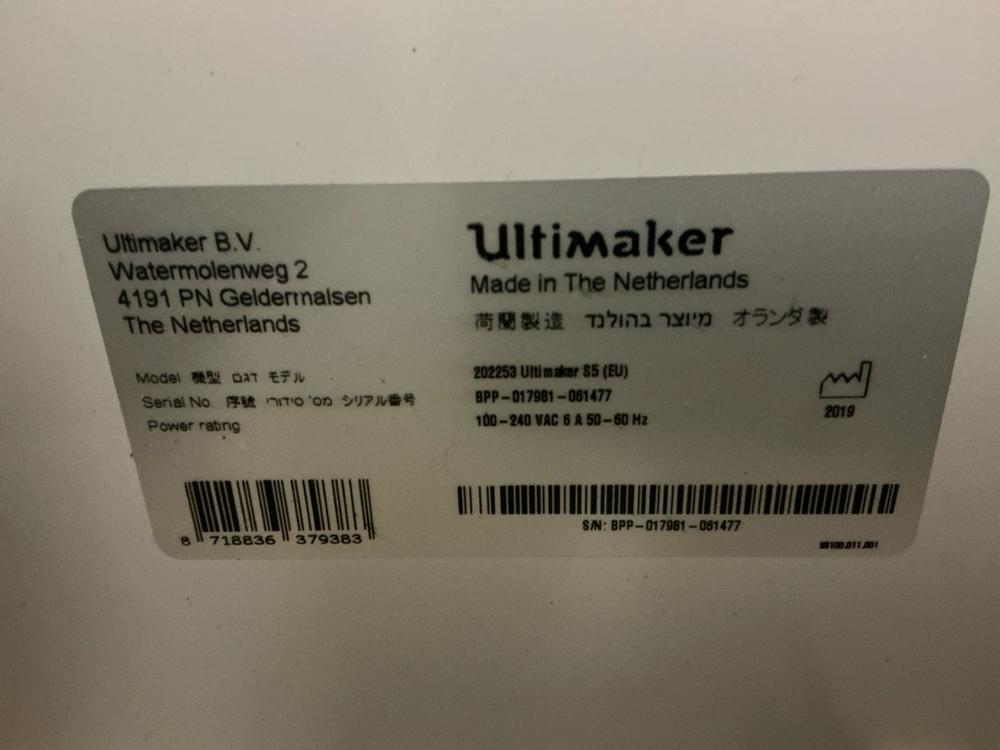 Ultimaker B.V.
Watermolenweg 2
4191 PN Geldermalsen
The Netherlands
Ultimaker
Made in The Netherlands
荷蘭製造 מיוצר בהולנד オランダ製
Model 機型 דגם モデル
202253 Ultimaker S5 (EU)
Serial No. 序號 מס' סידורי シリアル番号
BPP-017981-061477
Power rating
100-240 VAC 6 A 50-60 Hz
2019
8 718836 379383
S/N: BPP-017981-061477